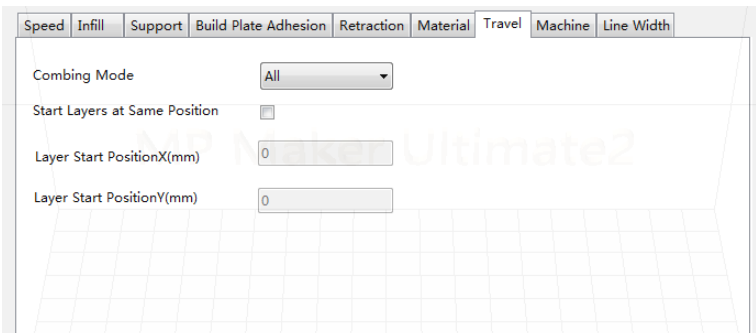 Speed Infill Support Build Plate Adhesion Retraction Material Travel Machine Line Width
Combing Mode All
Start Layers at Same Position
MP Maker Ultimate2
Layer Start PositionX(mm) 0
Layer Start PositionY(mm) 0